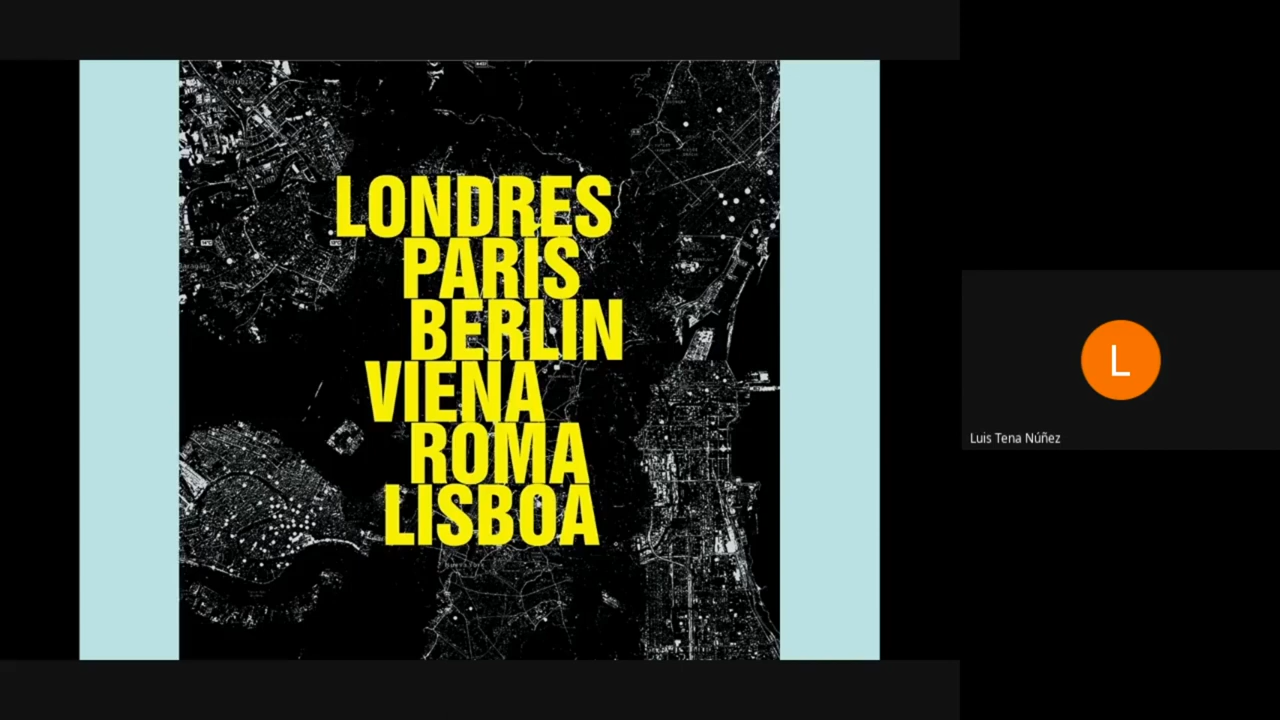 LONDRES
PARIS
BERLIN
VIENA
ROMA
LISBOA
L
Luis Tena Núñez